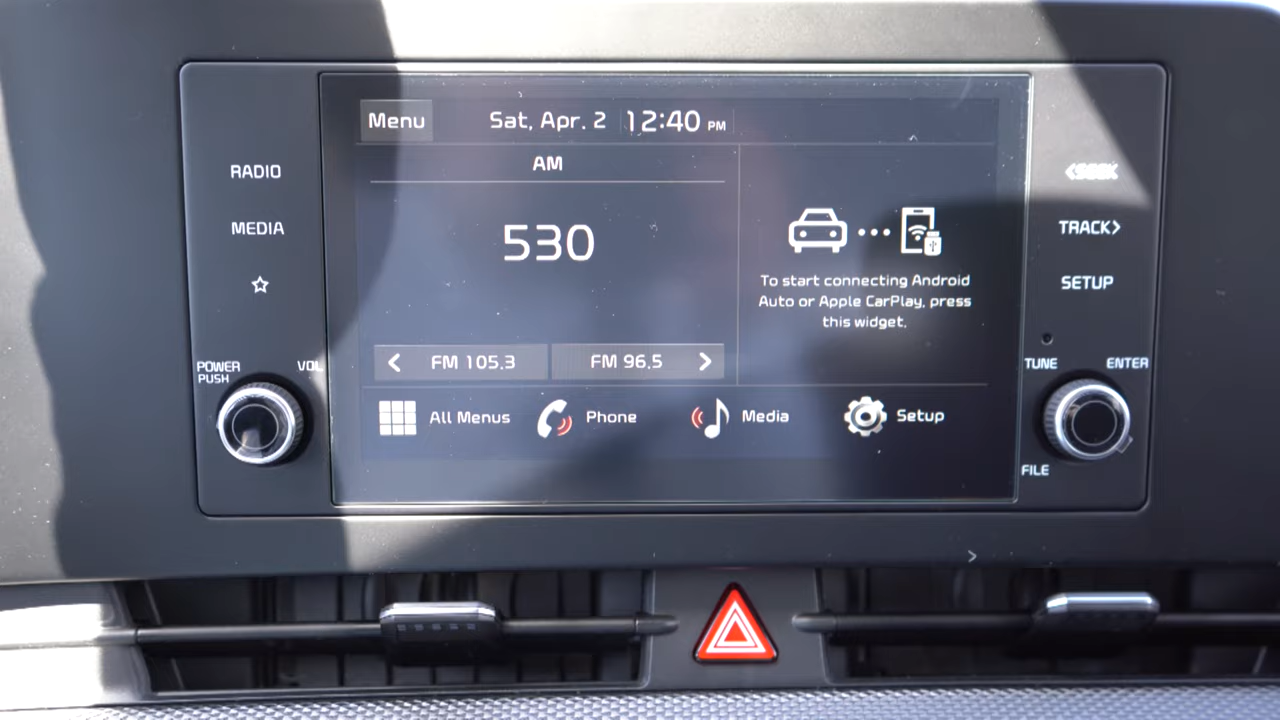 Menu Sat, Apr. 2 12:40 PM
AM
530
FM 105.3 FM 96.5
To start connecting Android
Auto or Apple CarPlay, press
this widget.
All Menus Phone Media Setup
RADIO
MEDIA
POWER
PUSH
VOL
<SEEK
TRACK>
SETUP
TUNE
ENTER
FILE